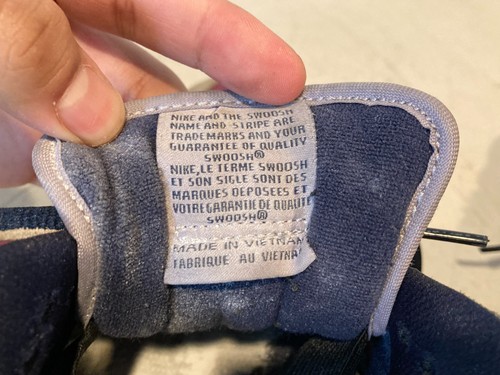 NIKE AND THE SWOOSH
NAME AND STRIPE ARE
TRADEMARKS AND YOUR
GUARANTEE OF QUALITY
SWOOSH®
NIKE, LE TERME SWOOSH
ET SON SIGLE SONT DES
MARQUES DEPOSEES ET
VOTRE GARANTIE DE QUALITE
SWOOSH®
MADE IN VIETNAM
FABRIQUE AU VIETNA